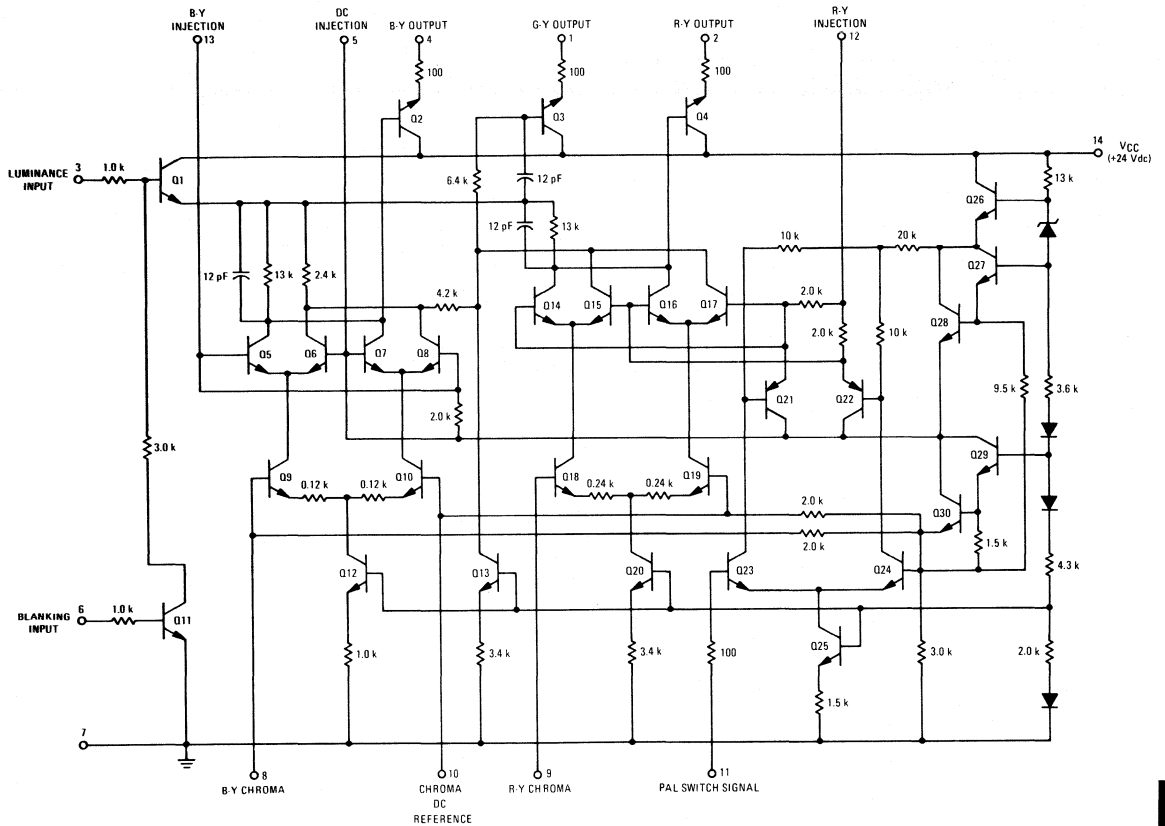 B-Y
INJECTION
13
DC
INJECTION
5
B-Y OUTPUT
4
G-Y OUTPUT
1
R-Y OUTPUT
2
R-Y
INJECTION
12
100
100
100
Q2
Q3
Q4
14
VCC
(+24 Vdc)
LUMINANCE
INPUT
3
1.0 k
Q1
6.4 k
12 pF
13 k
Q26
12 pF
13 k
10 k
20 k
Q27
12 pF
13 k
2.4 k
4.2 k
Q14
Q15
Q16
Q17
2.0 k
2.0 k
10 k
Q28
Q5
Q6
Q7
Q8
2.0 k
Q21
Q22
9.5 k
3.6 k
3.0 k
Q9
Q10
0.12 k
0.12 k
Q18
Q19
0.24 k
0.24 k
Q29
2.0 k
2.0 k
Q30
1.5 k
Q12
Q13
Q20
Q23
Q24
4.3 k
BLANKING
INPUT
6
1.0 k
Q11
1.0 k
3.4 k
3.4 k
100
Q25
1.5 k
3.0 k
2.0 k
7
8
B-Y CHROMA
10
CHROMA
DC
REFERENCE
9
R-Y CHROMA
11
PAL SWITCH SIGNAL